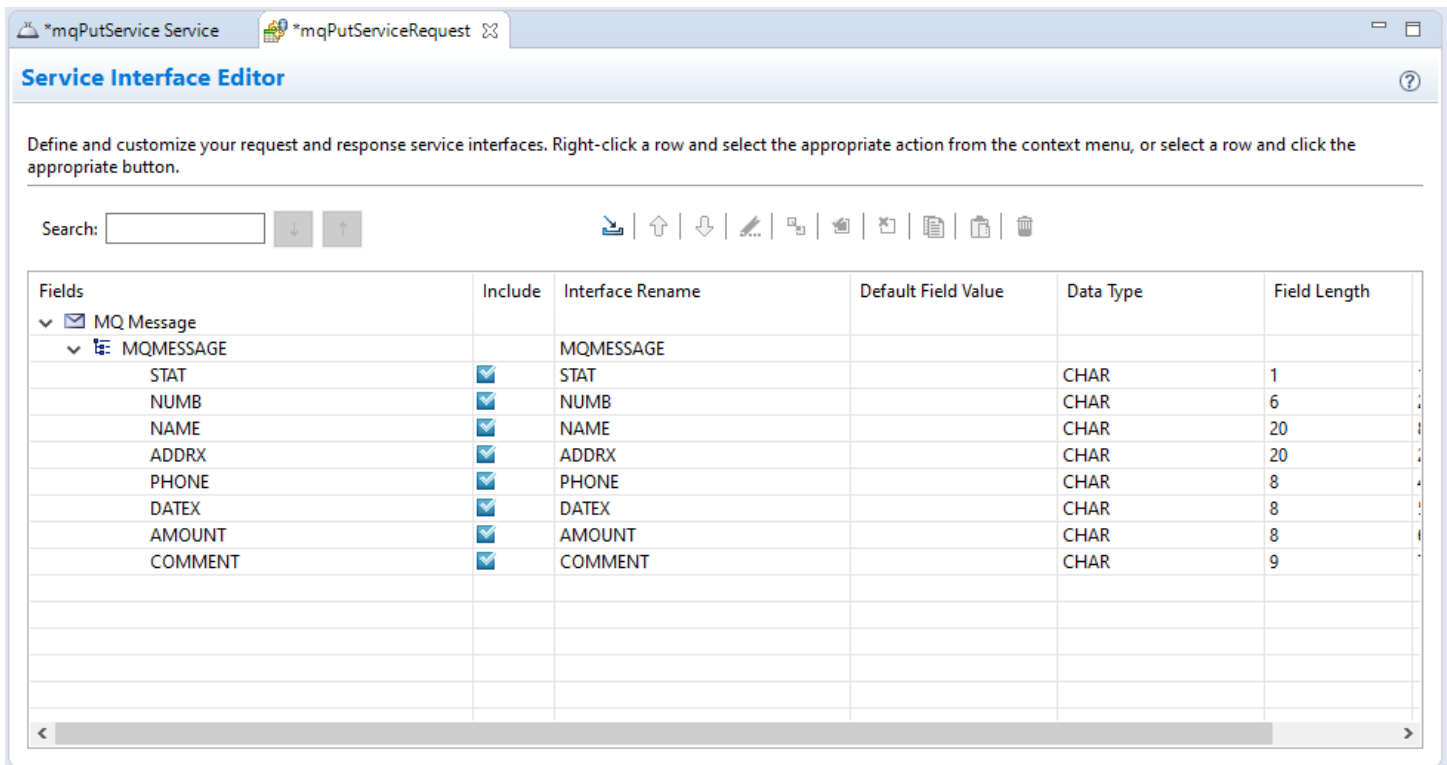 *mqPutService Service *mqPutServiceRequest
Service Interface Editor
Define and customize your request and response service interfaces. Right-click a row and select the appropriate action from the context menu, or select a row and click the
appropriate button.
Search:
Fields Include Interface Rename Default Field Value Data Type Field Length
MQ Message
MQMESSAGE MQMESSAGE
STAT STAT CHAR 1
NUMB NUMB CHAR 6
NAME NAME CHAR 20
ADDRX ADDRX CHAR 20
PHONE PHONE CHAR 8
DATEX DATEX CHAR 8
AMOUNT AMOUNT CHAR 8
COMMENT COMMENT CHAR 9